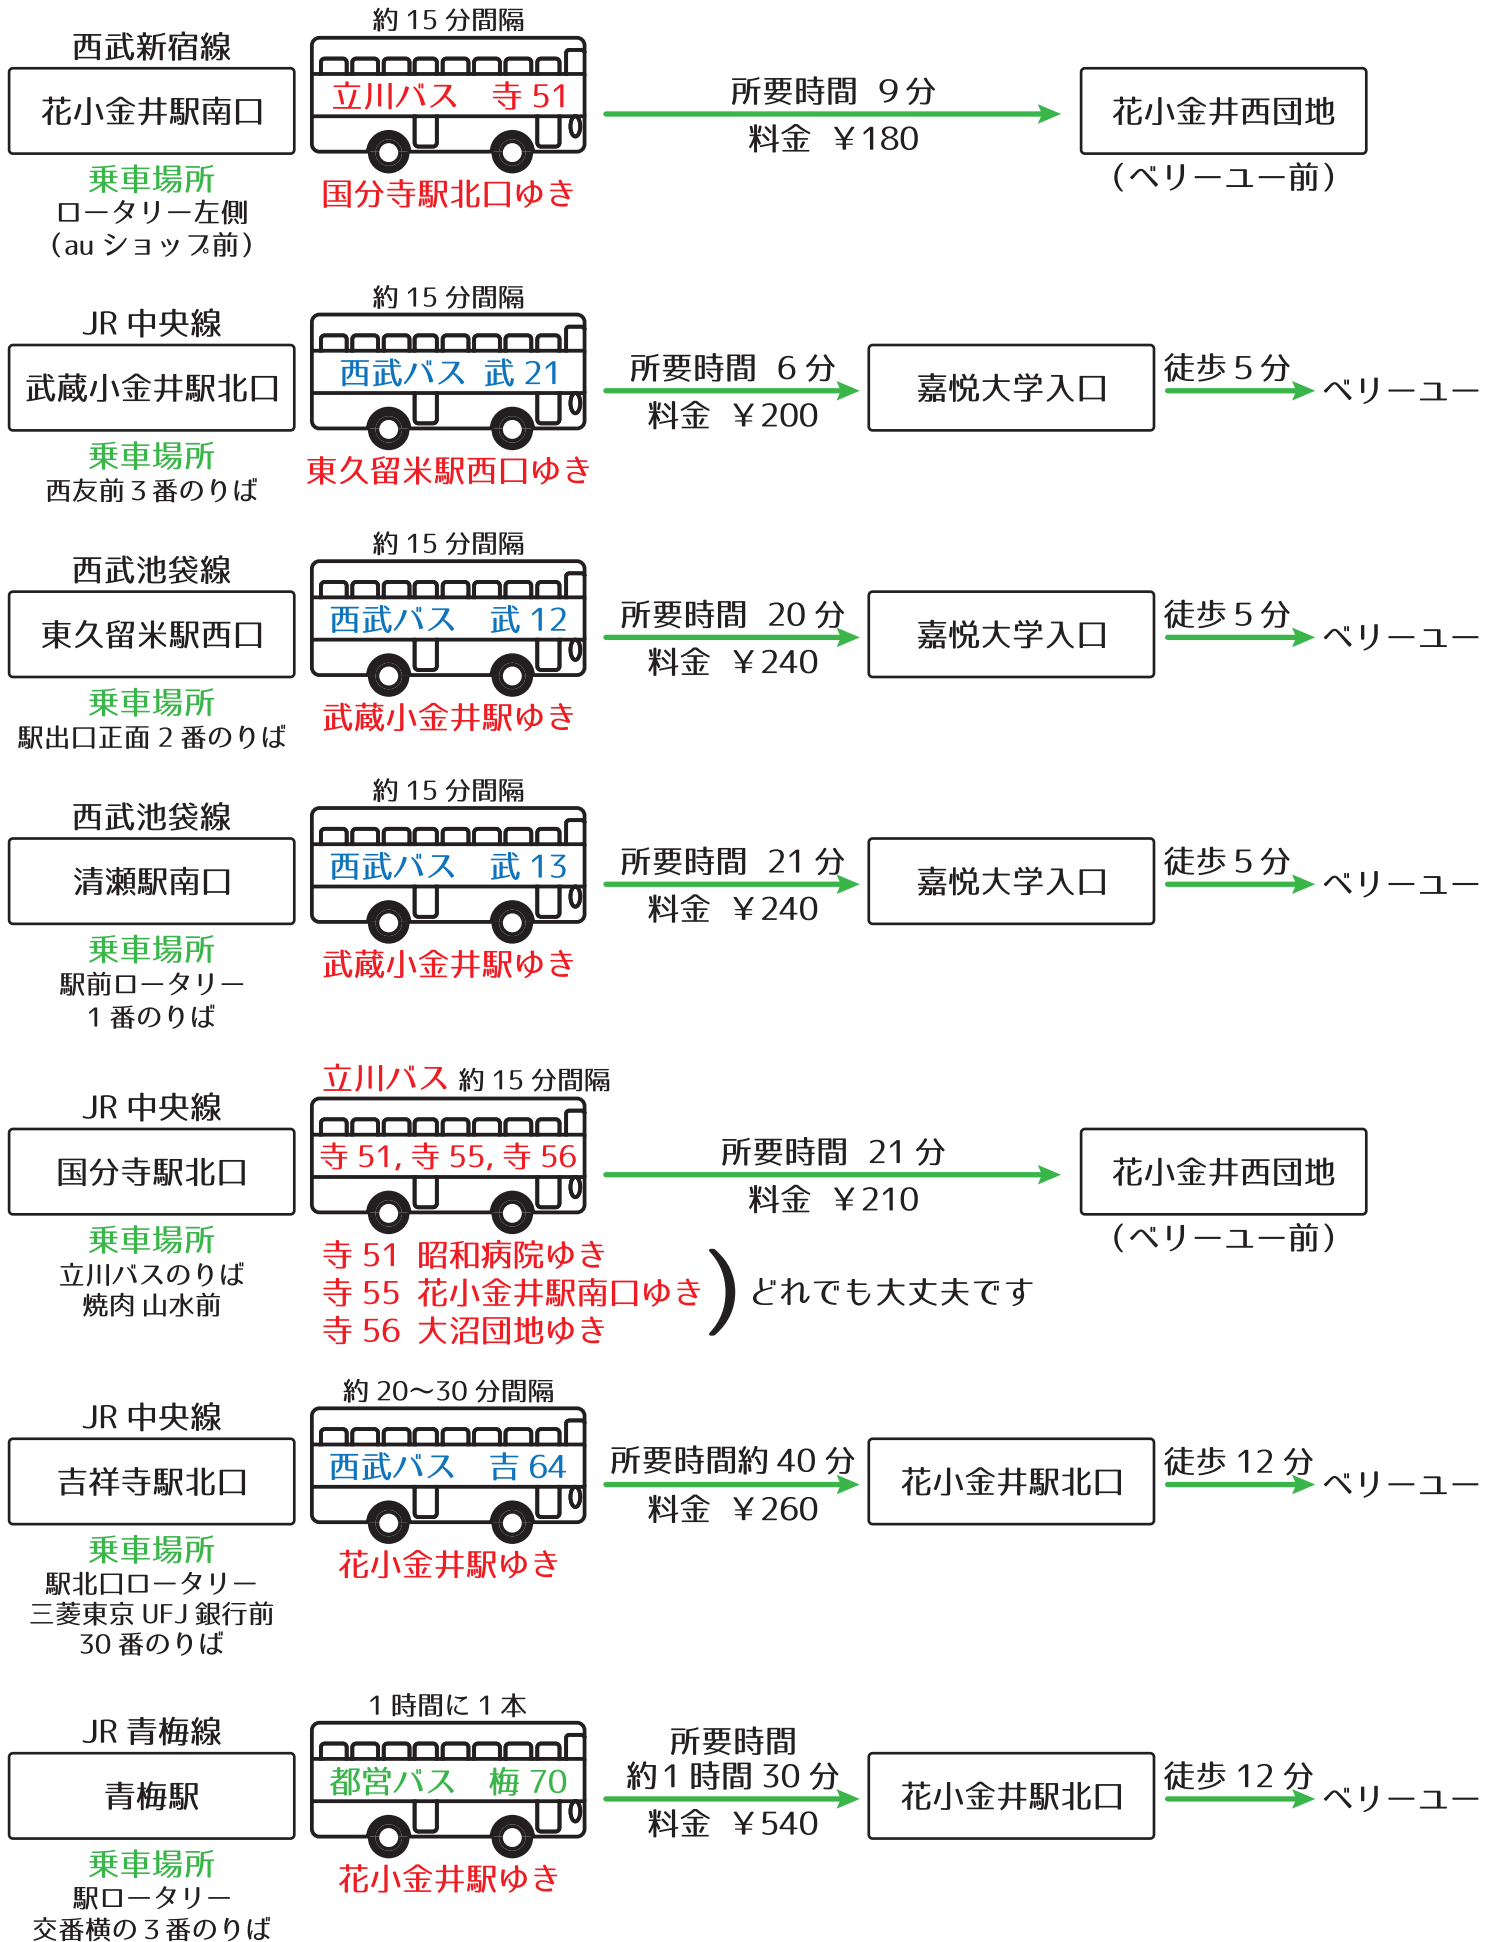 約 15 分間隔
西武新宿線
花小金井駅南口
立川バス 寺 51
所要時間 9 分
料金 ￥180
花小金井西団地
（ベリーユー前）
乗車場所
ロータリー左側
（au ショップ前）
国分寺駅北口ゆき
約 15 分間隔
JR 中央線
武蔵小金井駅北口
西武バス 武 21
所要時間 6 分
料金 ￥200
嘉悦大学入口
徒歩 5 分
ベリーユー
乗車場所
西友前 3 番のりば
東久留米駅西口ゆき
約 15 分間隔
西武池袋線
東久留米駅西口
西武バス 武 12
所要時間 20 分
料金 ￥240
嘉悦大学入口
徒歩 5 分
ベリーユー
乗車場所
駅出口正面 2 番のりば
武蔵小金井駅ゆき
約 15 分間隔
西武池袋線
清瀬駅南口
西武バス 武 13
所要時間 21 分
料金 ￥240
嘉悦大学入口
徒歩 5 分
ベリーユー
乗車場所
駅前ロータリー
1 番のりば
武蔵小金井駅ゆき
立川バス 約 15 分間隔
JR 中央線
国分寺駅北口
寺 51, 寺 55, 寺 56
所要時間 21 分
料金 ￥210
花小金井西団地
（ベリーユー前）
乗車場所
立川バスのりば
焼肉 山水前
寺 51 昭和病院ゆき
寺 55 花小金井駅南口ゆき
寺 56 大沼団地ゆき
) どれでも大丈夫です
約 20〜30 分間隔
JR 中央線
吉祥寺駅北口
西武バス 吉 64
所要時間約 40 分
料金 ￥260
花小金井駅北口
徒歩 12 分
ベリーユー
乗車場所
駅北口ロータリー
三菱東京 UFJ 銀行前
30 番のりば
花小金井駅ゆき
1 時間に 1 本
JR 青梅線
青梅駅
都営バス 梅 70
所要時間
約 1 時間 30 分
料金 ￥540
花小金井駅北口
徒歩 12 分
ベリーユー
乗車場所
駅ロータリー
交番横の 3 番のりば
花小金井駅ゆき